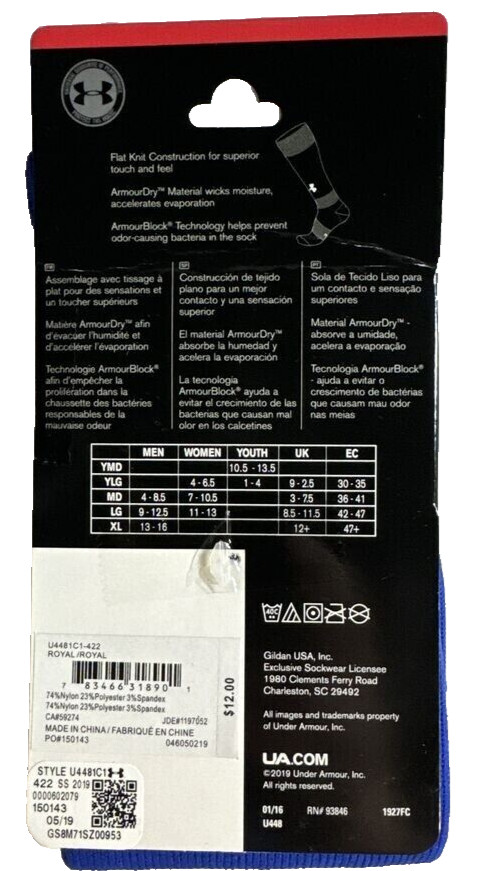 Flat Knit Construction for superior
touch and feel
ArmourDry™ Material wicks moisture,
accelerates evaporation
ArmourBlock® Technology helps prevent
odor-causing bacteria in the sock
Assemblage avec tissage à
plat pour des sensations et
un toucher supérieurs
Matière ArmourDry™ afin
d'évacuer l'humidité et
d'accélérer l'évaporation
Technologie ArmourBlock®
afin d'empêcher la
prolifération dans la
chaussette des bactéries
responsables de la
mauvaise odeur
Construcción de tejido
plano para un mejor
contacto y una sensación
superior
El material ArmourDry™
absorbe la humedad y
acelera la evaporación
La tecnologia
ArmourBlock® ayuda a
evitar el crecimiento de las
bacterias que causan mal
olor en los calcetines
PT
Sola de Tecido Liso para
um contacto e sensação
superiores
Material ArmourDry™ -
absorve a umidade,
acelera a evaporação
Tecnologia ArmourBlock®
- ajuda a evitar o
crescimento de bactérias
que causam mau odor
nas meias
MEN WOMEN YOUTH UK EC
YMD 10.5 - 13.5
YLG 4 - 6.5 1 - 4 9 - 2.5 30 - 35
MD 4 - 8.5 7 - 10.5 3 - 7.5 36 - 41
LG 9 - 12.5 11 - 13 8.5 - 11.5 42 - 47
XL 13 - 16 12+ 47+
40C
Gildan USA, Inc.
Exclusive Sockwear Licensee
1980 Clements Ferry Road
Charleston, SC 29492
All images and trademarks property
of Under Armour, Inc.
UA.COM
©2019 Under Armour, Inc.
All rights reserved.
01/16 RN# 93846 1927FC
U448
U4481C1-422
ROYAL /ROYAL
7 83466 31890 1
74%Nylon 23%Polyester 3%Spandex
74%Nylon 23%Polyester 3%Spandex
CA#59274 JDE#1197052
MADE IN CHINA / FABRIQUÉ EN CHINE
PO#150143 046050219
$12.00
STYLE U4481C1
422 SS 2019
0000602079
150143
05/19
GS8M71SZ00953